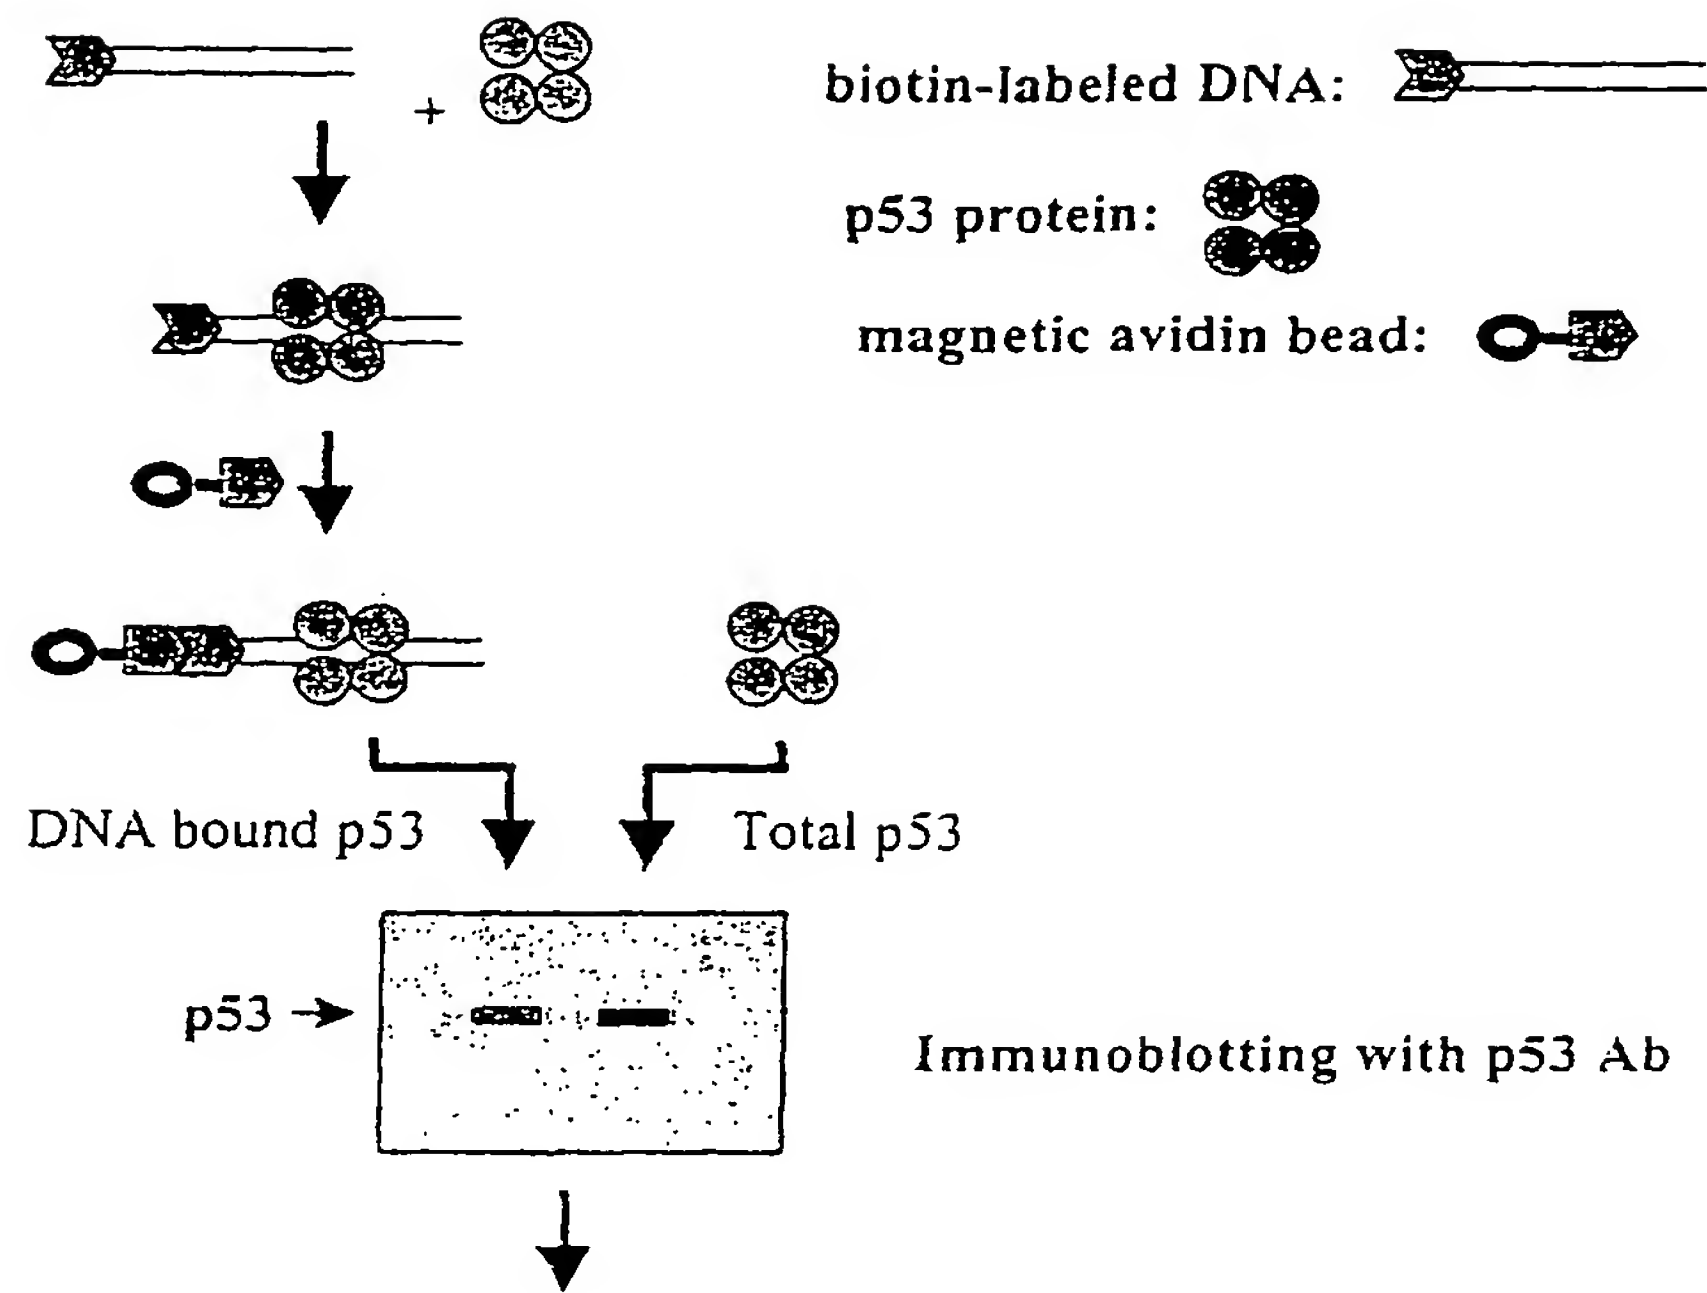 +
biotin-labeled DNA:
p53 protein:
magnetic avidin bead:
DNA bound p53
Total p53
p53
Immunoblotting with p53 Ab